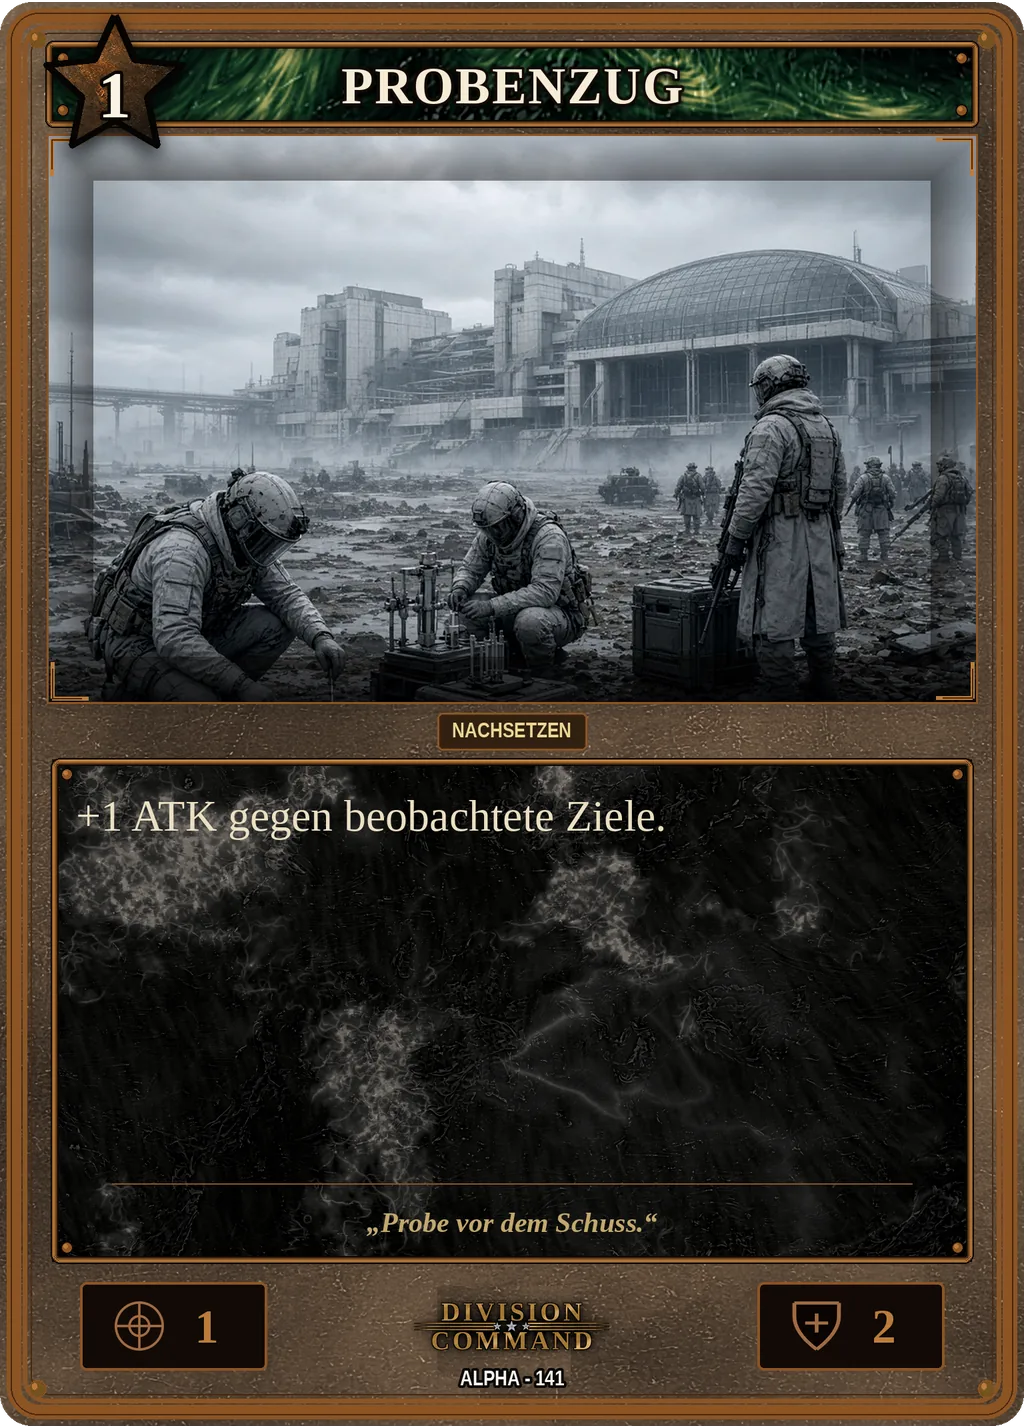 1
PROBENZUG
NACHSETZEN
+1 ATK gegen beobachtete Ziele.
„Probe vor dem Schuss.“
1
DIVISION
COMMAND
2
ALPHA - 141